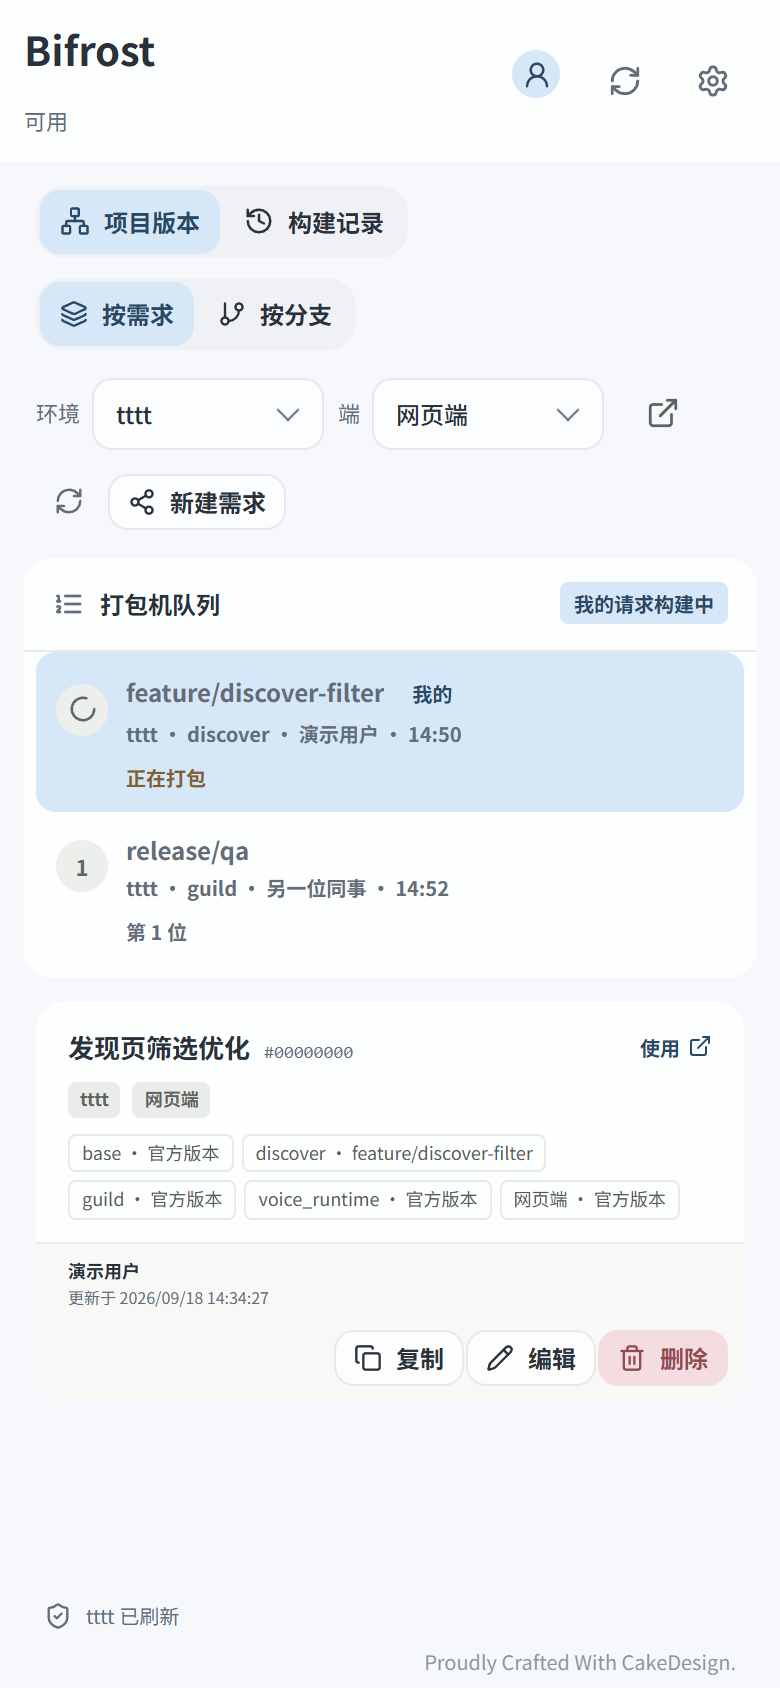 Bifrost
可用
项目版本 构建记录
按需求 按分支
环境 tttt 端 网页端
新建需求
打包机队列 我的请求构建中
feature/discover-filter 我的
tttt • discover • 演示用户 • 14:50
正在打包
1 release/qa
tttt • guild • 另一位同事 • 14:52
第 1 位
发现页筛选优化 #00000000 使用
tttt 网页端
base • 官方版本 discover • feature/discover-filter
guild • 官方版本 voice_runtime • 官方版本 网页端 • 官方版本
演示用户
更新于 2026/09/18 14:34:27
复制 编辑 删除
tttt 已刷新
Proudly Crafted With CakeDesign.